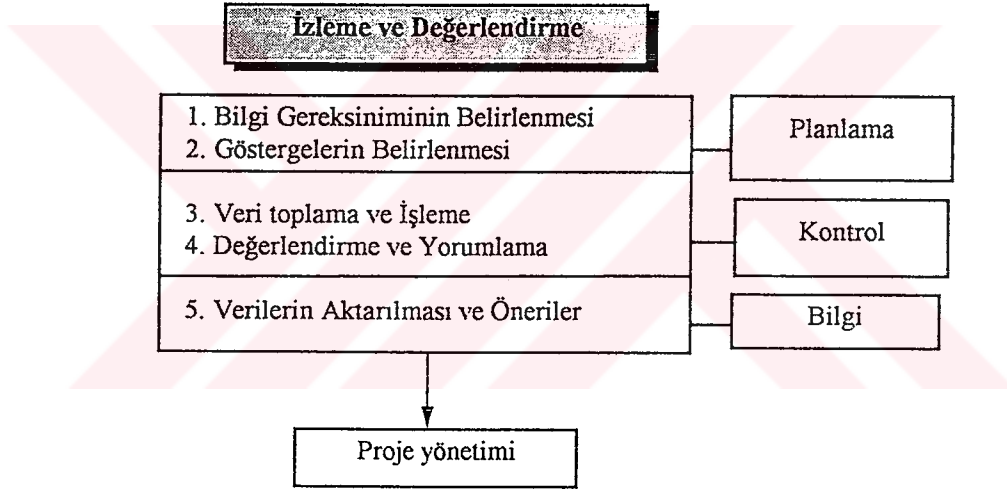 İzleme ve Değerlendirme
1. Bilgi Gereksiniminin Belirlenmesi
2. Göstergelerin Belirlenmesi
Planlama
3. Veri toplama ve İşleme
4. Değerlendirme ve Yorumlama
Kontrol
5. Verilerin Aktarılması ve Öneriler
Bilgi
Proje yönetimi